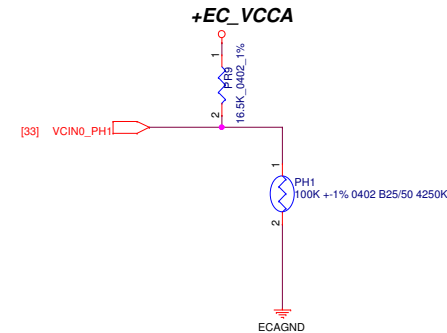 +EC_VCCA
1
PR9
16.5K_0402_1%
2
[33] VCIN0_PH1
1
PH1
100K +-1% 0402 B25/50 4250K
2
ECAGND